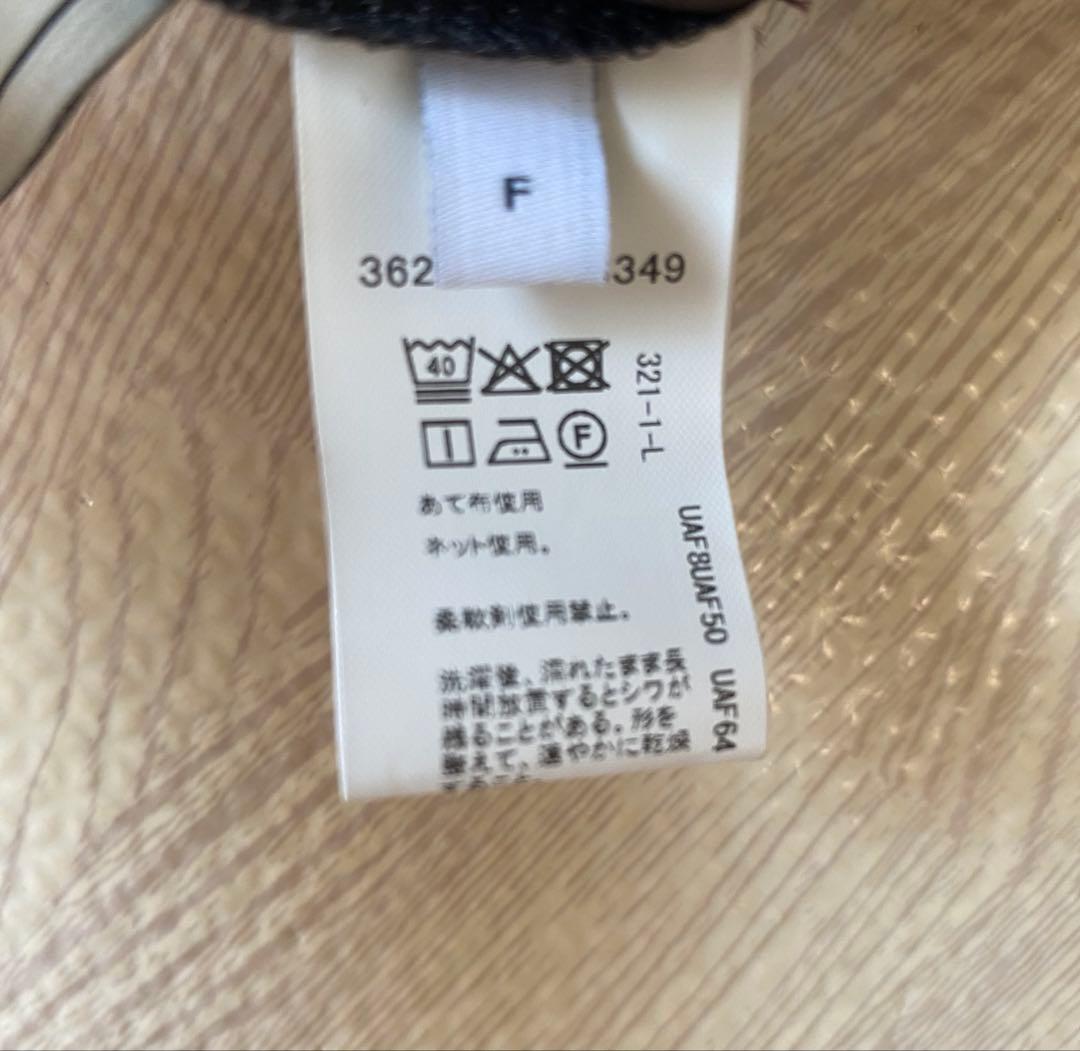 F
362
349
40
F
321-1-L
あて布使用
ネット使用。
柔軟剤使用禁止。
洗濯後、濡れたまま長
時間放置するとシワが
残ることがある。形を
整えて、速やかに乾燥
UAF8UAF50 UAF64